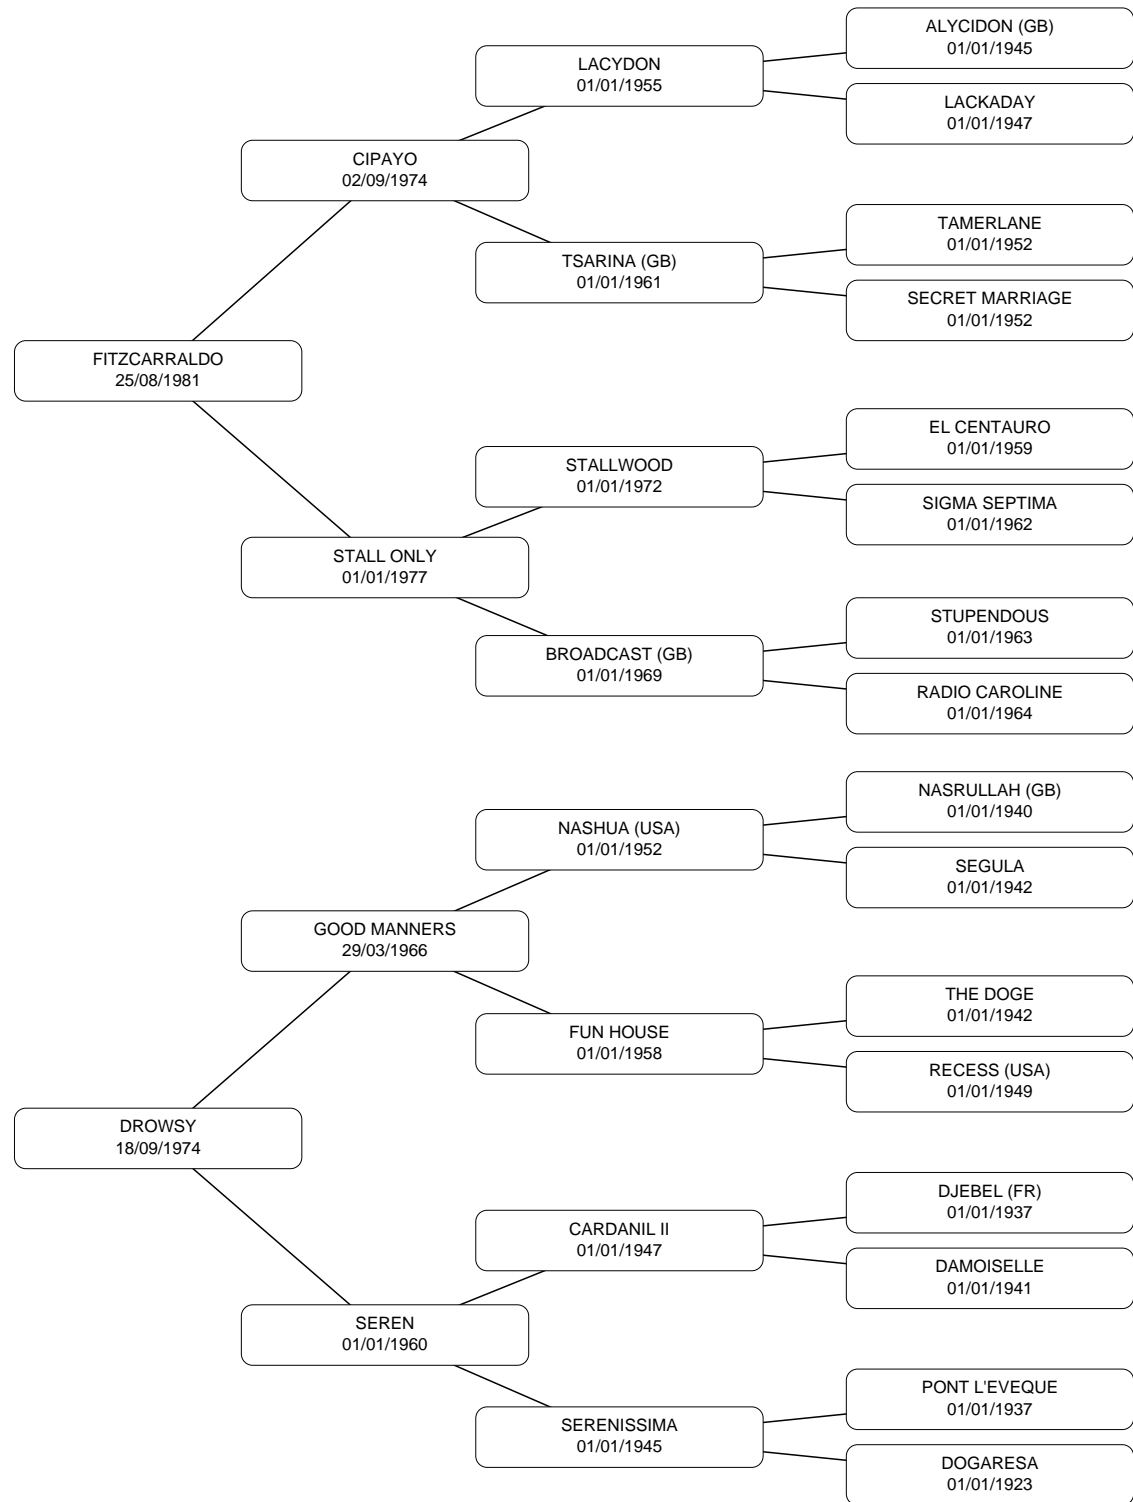 ALYCIDON (GB)
01/01/1945
LACYDON
01/01/1955
LACKADAY
01/01/1947
CIPAYO
02/09/1974
TAMERLANE
01/01/1952
TSARINA (GB)
01/01/1961
SECRET MARRIAGE
01/01/1952
FITZCARRALDO
25/08/1981
EL CENTAURO
01/01/1959
STALLWOOD
01/01/1972
SIGMA SEPTIMA
01/01/1962
STALL ONLY
01/01/1977
STUPENDOUS
01/01/1963
BROADCAST (GB)
01/01/1969
RADIO CAROLINE
01/01/1964
NASRULLAH (GB)
01/01/1940
NASHUA (USA)
01/01/1952
SEGULA
01/01/1942
GOOD MANNERS
29/03/1966
THE DOGE
01/01/1942
FUN HOUSE
01/01/1958
RECESS (USA)
01/01/1949
DROWSY
18/09/1974
DJEBEL (FR)
01/01/1937
CARDANIL II
01/01/1947
DAMOISELLE
01/01/1941
SEREN
01/01/1960
PONT L'EVEQUE
01/01/1937
SERENISSIMA
01/01/1945
DOGARESA
01/01/1923